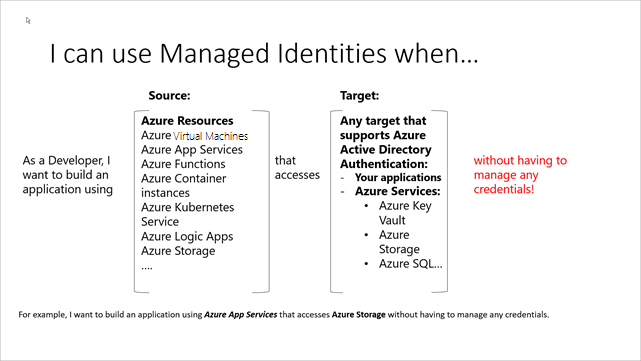 I can use Managed Identities when...
Source:
Azure Resources
Azure Virtual Machines
Azure App Services
Azure Functions
Azure Container
instances
Azure Kubernetes
Service
Azure Logic Apps
Azure Storage
....
Target:
Any target that
supports Azure
Active Directory
Authentication:
- Your applications
- Azure Services:
• Azure Key
Vault
• Azure
Storage
• Azure SQL...
As a Developer, I
want to build an
application using
that
accesses
without having to
manage any
credentials!
For example, I want to build an application using Azure App Services that accesses Azure Storage without having to manage any credentials.